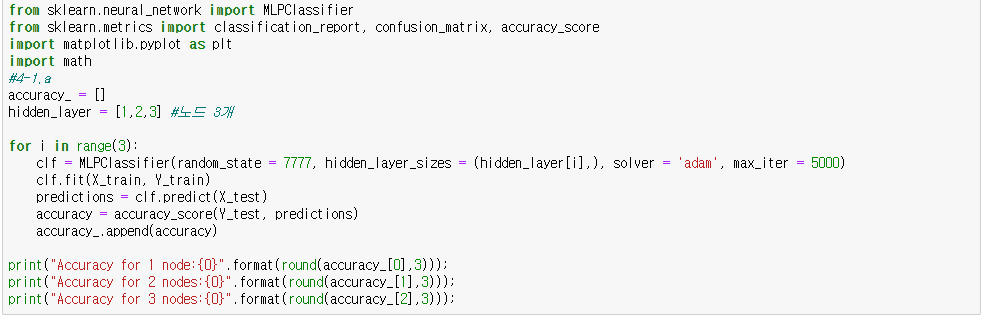 from sklearn.neural_network import MLPClassifier
from sklearn.metrics import classification_report, confusion_matrix, accuracy_score
import matplotlib.pyplot as plt
import math
#4-1.a
accuracy_ = []
hidden_layer = [1,2,3] #노드 3개

for i in range(3):
    clf = MLPClassifier(random_state = 7777, hidden_layer_sizes = (hidden_layer[i],), solver = 'adam', max_iter = 5000)
    clf.fit(X_train, Y_train)
    predictions = clf.predict(X_test)
    accuracy = accuracy_score(Y_test, predictions)
    accuracy_.append(accuracy)

print("Accuracy for 1 node:{0}".format(round(accuracy_[0],3)));
print("Accuracy for 2 nodes:{0}".format(round(accuracy_[1],3)));
print("Accuracy for 3 nodes:{0}".format(round(accuracy_[2],3)));